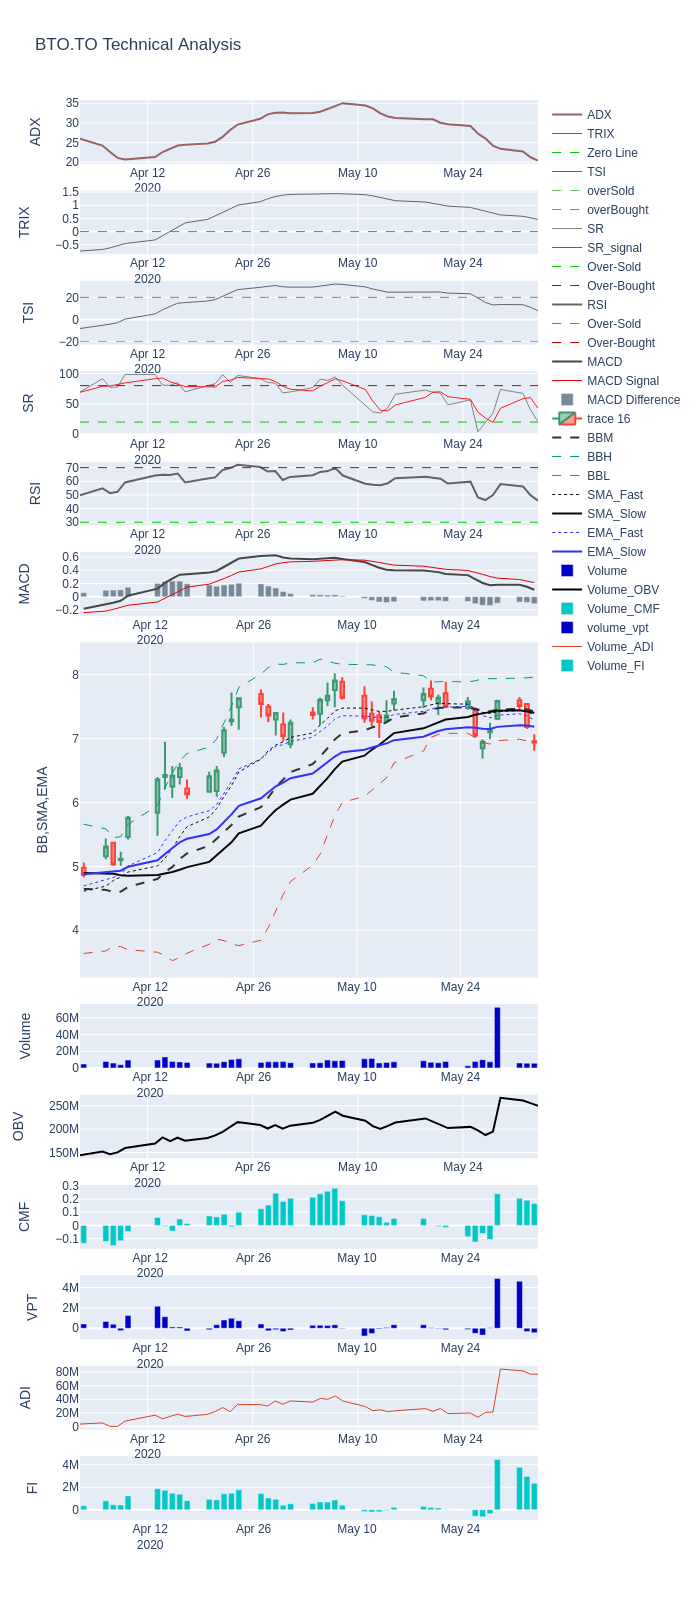 BTO.TO Technical Analysis
ADX
35
30
25
20
Apr 12
2020
Apr 26
May 10
May 24
TRIX
1.5
1
0.5
0
−0.5
Apr 12
2020
Apr 26
May 10
May 24
TSI
20
0
−20
Apr 12
2020
Apr 26
May 10
May 24
SR
100
50
0
Apr 12
2020
Apr 26
May 10
May 24
RSI
70
60
50
40
30
Apr 12
2020
Apr 26
May 10
May 24
MACD
0.6
0.4
0.2
0
−0.2
Apr 12
2020
Apr 26
May 10
May 24
BB,SMA,EMA
8
7
6
5
4
Apr 12
2020
Apr 26
May 10
May 24
Volume
60M
40M
20M
0
Apr 12
2020
Apr 26
May 10
May 24
OBV
250M
200M
150M
Apr 12
2020
Apr 26
May 10
May 24
CMF
0.3
0.2
0.1
0
−0.1
Apr 12
2020
Apr 26
May 10
May 24
VPT
4M
2M
0
Apr 12
2020
Apr 26
May 10
May 24
ADI
80M
60M
40M
20M
0
Apr 12
2020
Apr 26
May 10
May 24
FI
4M
2M
0
Apr 12
2020
Apr 26
May 10
May 24
ADX
TRIX
Zero Line
TSI
overSold
overBought
SR
SR_signal
Over-Sold
Over-Bought
RSI
Over-Sold
Over-Bought
MACD
MACD Signal
MACD Difference
trace 16
BBM
BBH
BBL
SMA_Fast
SMA_Slow
EMA_Fast
EMA_Slow
Volume
Volume_OBV
Volume_CMF
volume_vpt
Volume_ADI
Volume_FI